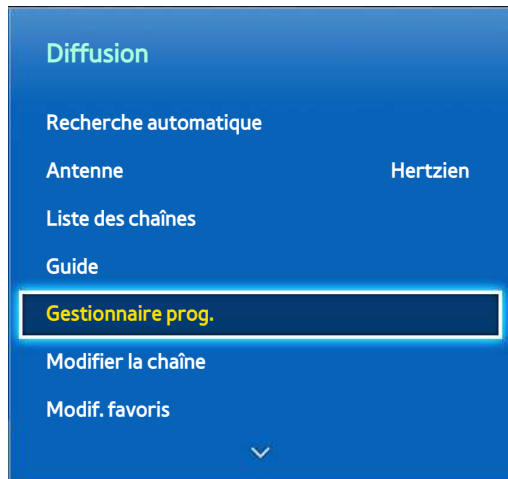 Diffusion
Recherche automatique
Antenne Hertzien
Liste des chaînes
Guide
Gestionnaire prog.
Modifier la chaîne
Modif. favoris